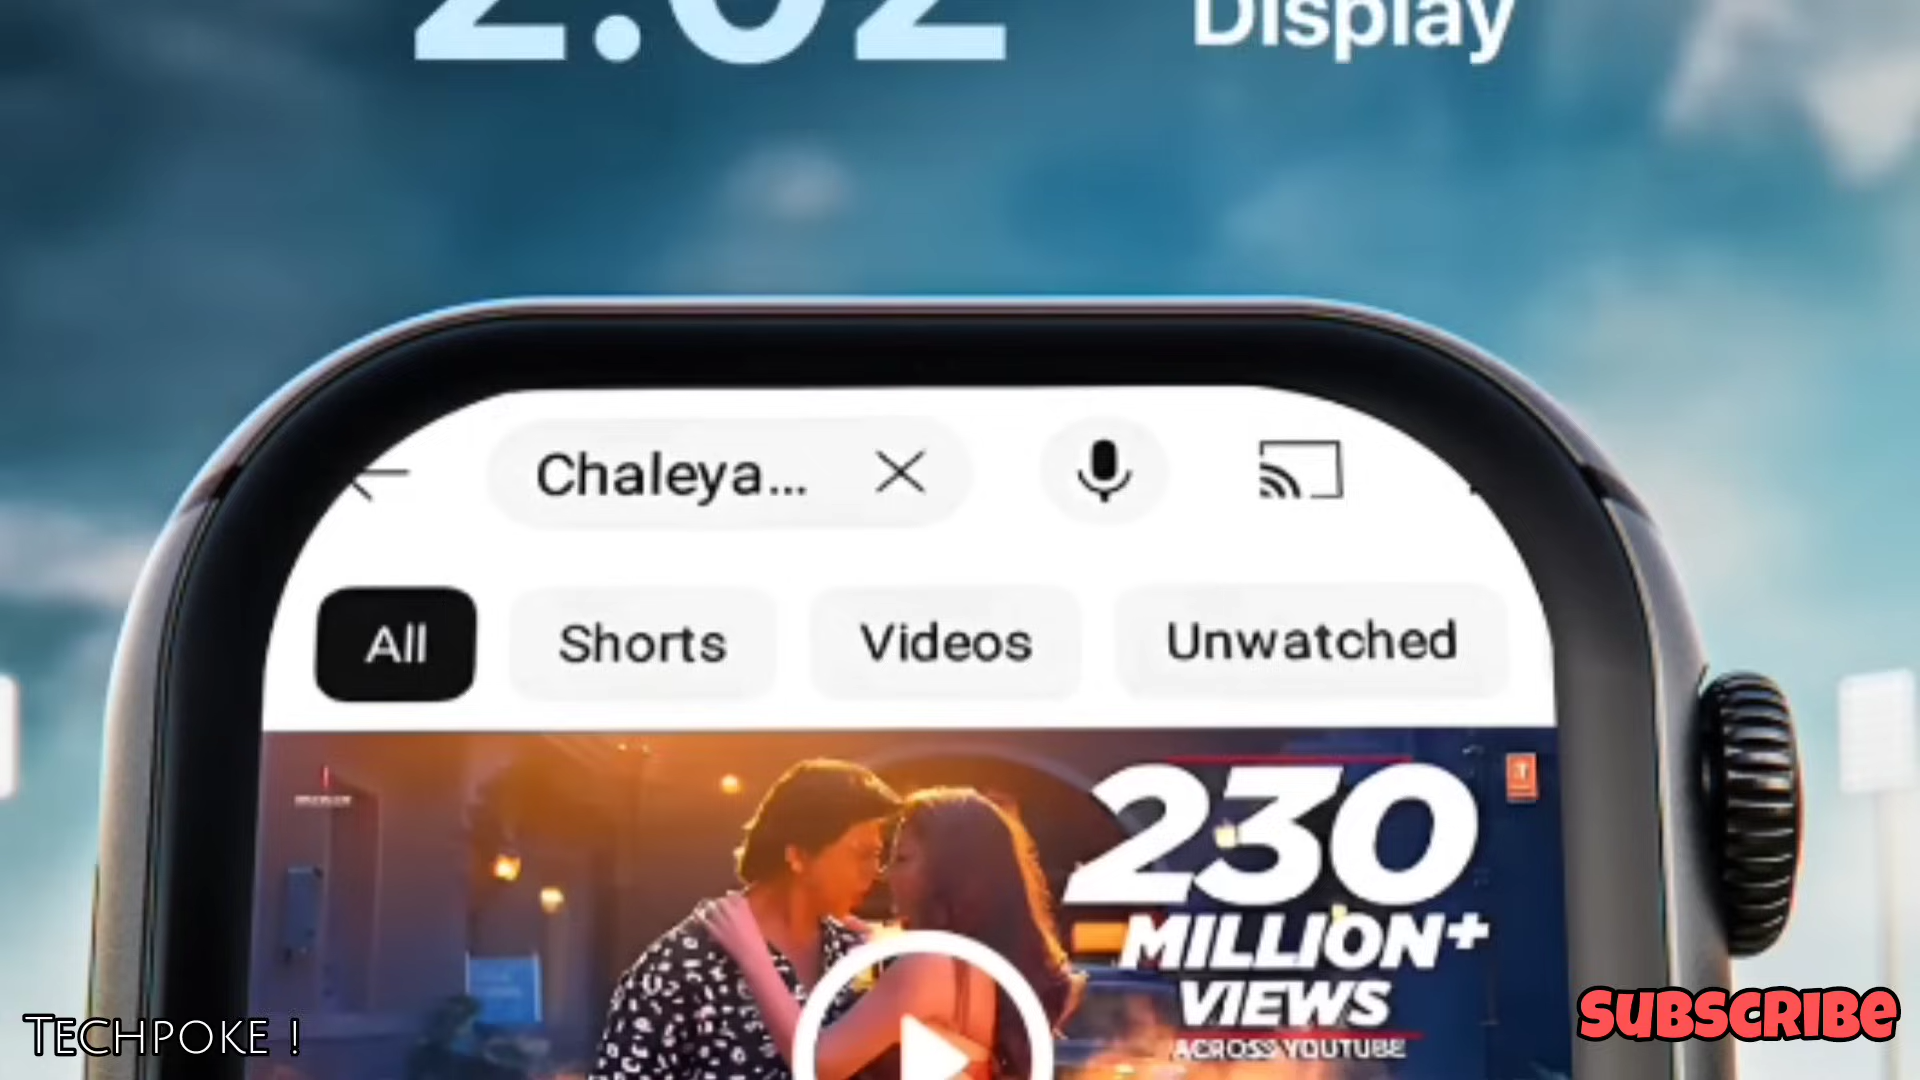 2.02
Display
Chaleya...
All
Shorts
Videos
Unwatched
230
MILLION+
VIEWS
ACROSS YOUTUBE
TECHPOKE !
SUBSCRIBE